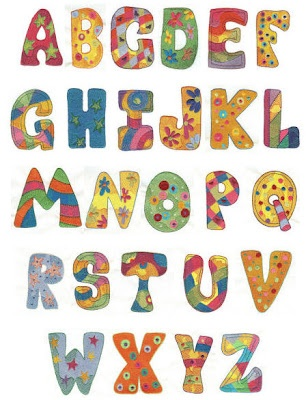 ABCDEF
GHIJKL
MNOPQ
RSTUV
WXYZ